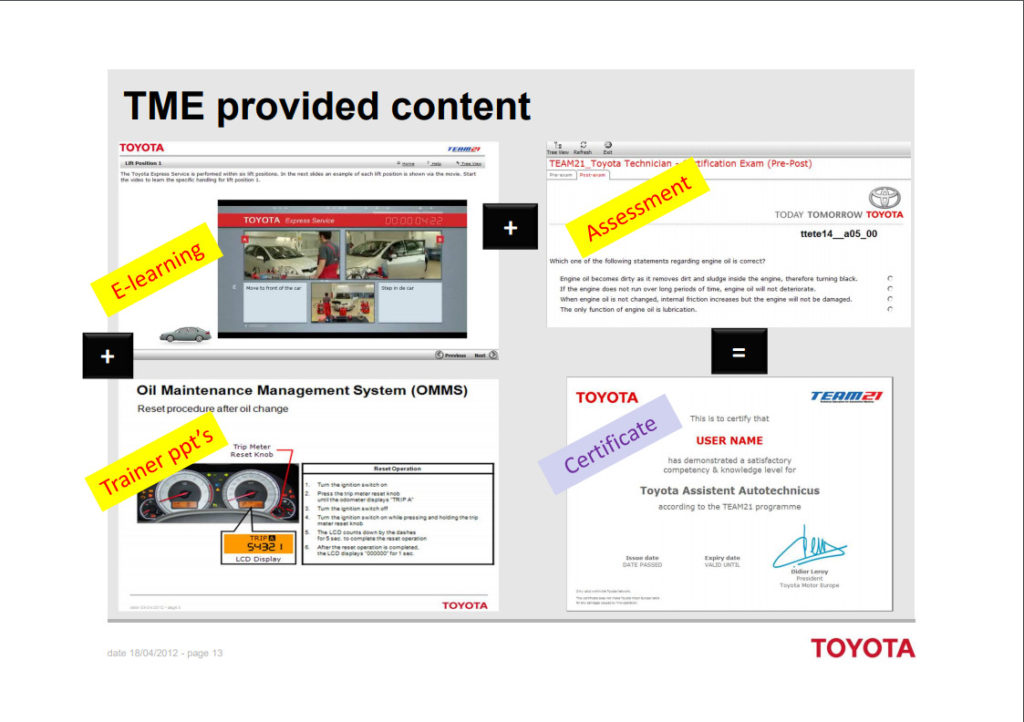 TME provided content
TOYOTA
TEAM21
Lift Position 1
Home Help Tree View
The Toyota Express Service is performed within six lift positions. In the next slides an example of each lift position is shown via the movie. Start
the video to learn the specific handling for lift position 1.
TOYOTA Express Service
00:00:04:22
A
B
Move to front of the car
Step in de car
E-learning
Previous Next
+
Tree View Refresh Exit
TEAM21_Toyota Technician - Certification Exam (Pre-Post)
Pre-exam Post-exam
Assessment
TODAY TOMORROW TOYOTA
ttete14__a05_00
Which one of the following statements regarding engine oil is correct?
Engine oil becomes dirty as it removes dirt and sludge inside the engine, therefore turning black.
If the engine does not run over long periods of time, engine oil will not deteriorate.
When engine oil is not changed, internal friction increases but the engine will not be damaged.
The only function of engine oil is lubrication.
+
=
Oil Maintenance Management System (OMMS)
Reset procedure after oil change
Trainer ppt's
Trip Meter
Reset Knob
TRIP A
54321
LCD Display
Reset Operation
1. Turn the ignition switch on
2. Press the trip meter reset knob
until the odometer displays "TRIP A"
3. Turn the ignition switch off
4. Turn the ignition switch on while pressing and holding the trip
meter reset knob
5. The LCD counts down by the dashes
for 5 sec. to complete the reset operation
6. After the reset operation is completed,
the LCD displays "000000" for 1 sec.
TOYOTA
TOYOTA
TEAM21
Certificate
This is to certify that
USER NAME
has demonstrated a satisfactory
competency & knowledge level for
Toyota Assistent Autotechnicus
according to the TEAM21 programme
Issue date
DATE PASSED
Expiry date
VALID UNTIL
Didier Leroy
President
Toyota Motor Europe
date 18/04/2012 - page 13
TOYOTA